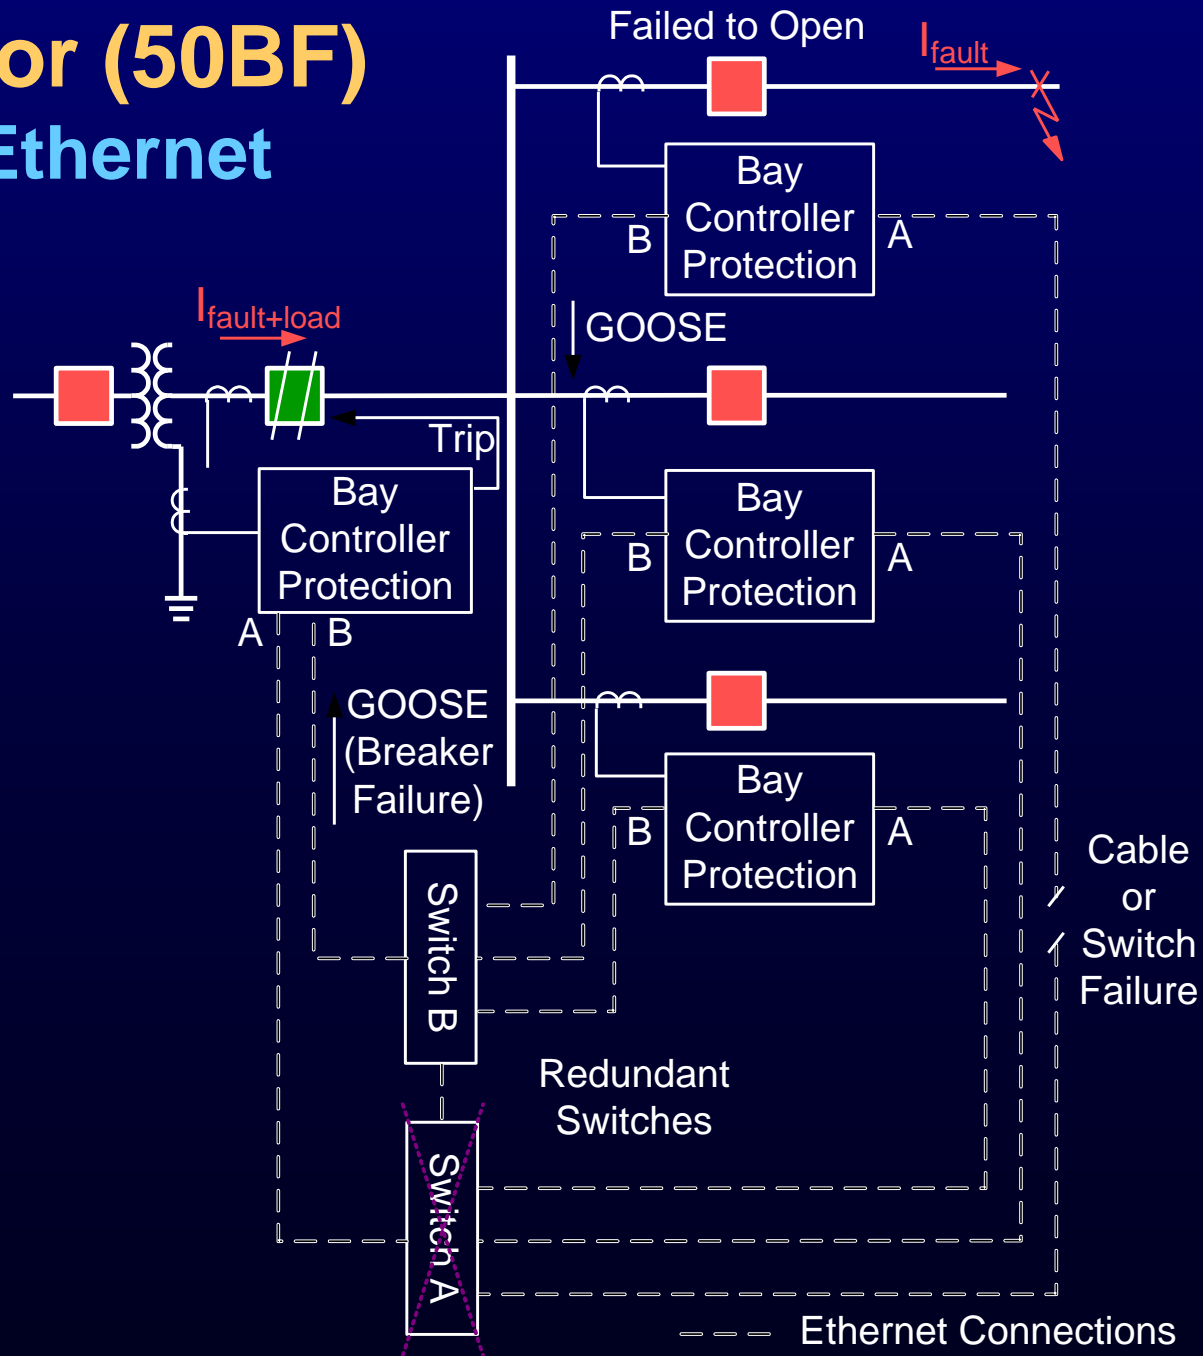 or (50BF)
Ethernet
Failed to Open
Ifault
Bay
Controller
Protection
B
A
Ifault+load
GOOSE
Trip
Bay
Controller
Protection
A
B
Bay
Controller
Protection
B
A
GOOSE
(Breaker
Failure)
Bay
Controller
Protection
B
A
Cable
or
Switch
Failure
Switch B
Redundant
Switches
Switch A
Ethernet Connections